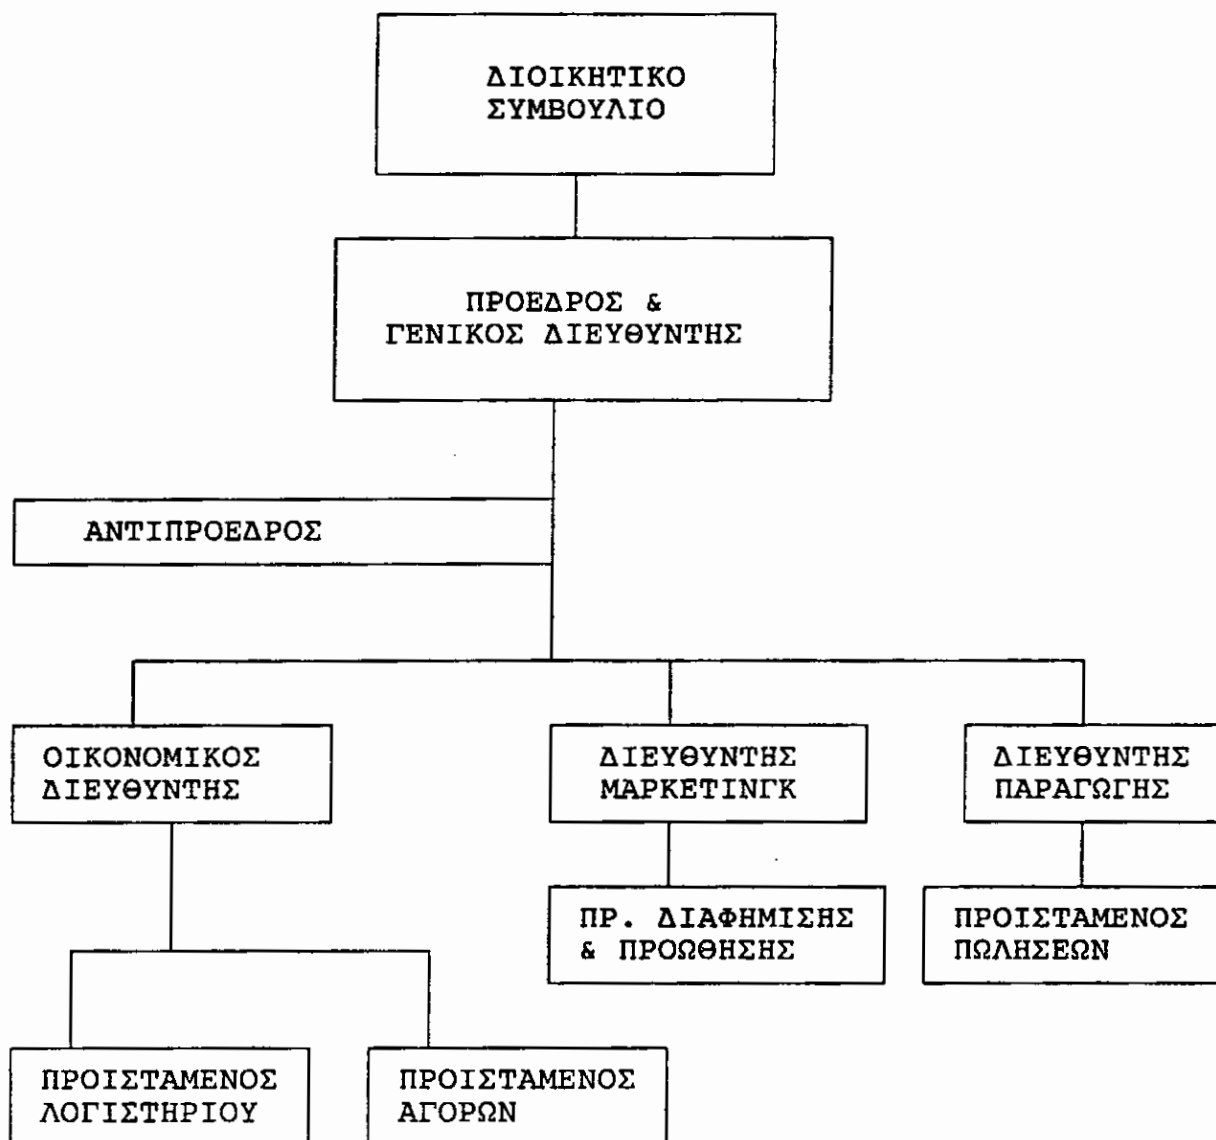 ΔΙΟΙΚΗΤΙΚΟ
ΣΥΜΒΟΥΛΙΟ
ΠΡΟΕΔΡΟΣ &
ΓΕΝΙΚΟΣ ΔΙΕΥΘΥΝΤΗΣ
ΑΝΤΙΠΡΟΕΔΡΟΣ
ΟΙΚΟΝΟΜΙΚΟΣ
ΔΙΕΥΘΥΝΤΗΣ
ΔΙΕΥΘΥΝΤΗΣ
ΜΑΡΚΕΤΙΝΓΚ
ΔΙΕΥΘΥΝΤΗΣ
ΠΑΡΑΓΩΓΗΣ
ΠΡ. ΔΙΑΦΗΜΙΣΗΣ
& ΠΡΟΩΘΗΣΗΣ
ΠΡΟΙΣΤΑΜΕΝΟΣ
ΠΩΛΗΣΕΩΝ
ΠΡΟΙΣΤΑΜΕΝΟΣ
ΛΟΓΙΣΤΗΡΙΟΥ
ΠΡΟΙΣΤΑΜΕΝΟΣ
ΑΓΟΡΩΝ